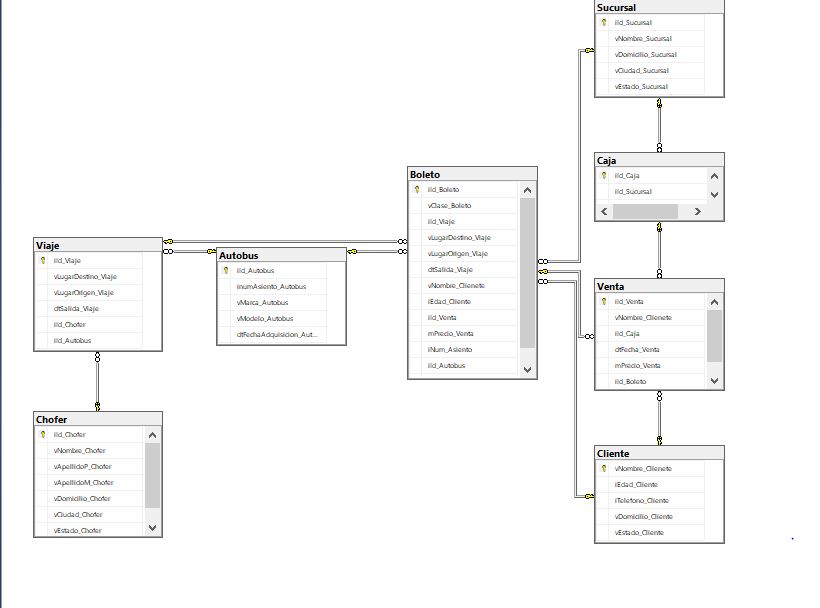 Sucursal
iId_Sucursal
vNombre_Sucursal
vDomicilio_Sucursal
vCiudad_Sucursal
vEstado_Sucursal
Caja
iId_Caja
iId_Sucursal
Boleto
iId_Boleto
vClase_Boleto
iId_Viaje
vLugarDestino_Viaje
vLugarOrigen_Viaje
dtSalida_Viaje
vNombre_Clienete
iEdad_Cliente
iId_Venta
mPrecio_Venta
iNum_Asiento
iId_Autobus
Viaje
iId_Viaje
vLugarDestino_Viaje
vLugarOrigen_Viaje
dtSalida_Viaje
iId_Chofer
iId_Autobus
Autobus
iId_Autobus
inumAsiento_Autobus
vMarca_Autobus
vModelo_Autobus
dtFechaAdquisicion_Aut...
Venta
iId_Venta
vNombre_Clienete
iId_Caja
dtFecha_Venta
mPrecio_Venta
iId_Boleto
Chofer
iId_Chofer
vNombre_Chofer
vApellidoP_Chofer
vApellidoM_Chofer
vDomicilio_Chofer
vCiudad_Chofer
vEstado_Chofer
Cliente
vNombre_Clienete
iEdad_Cliente
iTelefono_Cliente
vDomicilio_Cliente
vEstado_Cliente